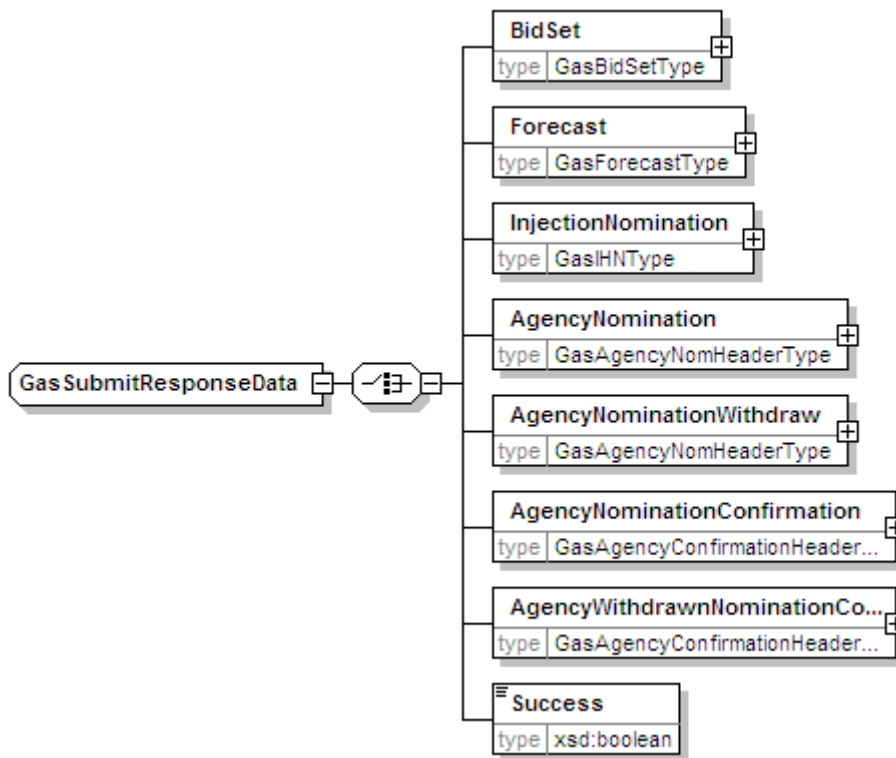 BidSet
type GasBidSetType
Forecast
type GasForecastType
InjectionNomination
type GasIHNType
AgencyNomination
type GasAgencyNomHeaderType
GasSubmitResponseData
AgencyNominationWithdraw
type GasAgencyNomHeaderType
AgencyNominationConfirmation
type GasAgencyConfirmationHeader...
AgencyWithdrawnNominationCo...
type GasAgencyConfirmationHeader...
Success
type xsd:boolean